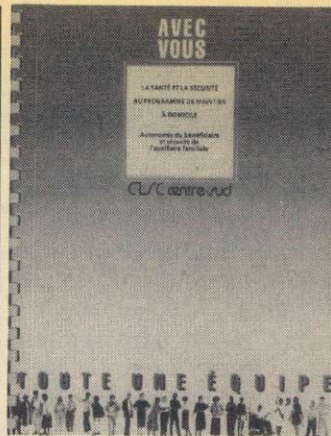 AVEC
VOUS
LA SANTÉ ET LA SÉCURITÉ
AU PROGRAMME DE MAINTIEN
À DOMICILE
Autonomie du bénéficiaire
et sécurité de
l'auxiliaire familiale
CLSC centre-sud
TOUTE UNE ÉQUIPE